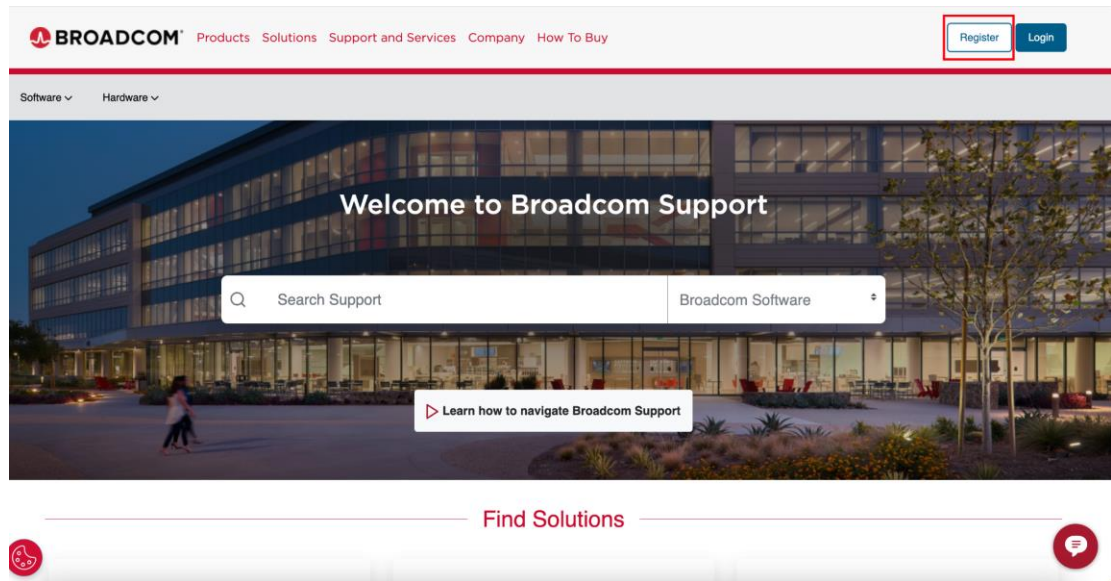 BROADCOM® Products Solutions Support and Services Company How To Buy Register Login
Software Hardware
Welcome to Broadcom Support
Search Support Broadcom Software
Learn how to navigate Broadcom Support
Find Solutions